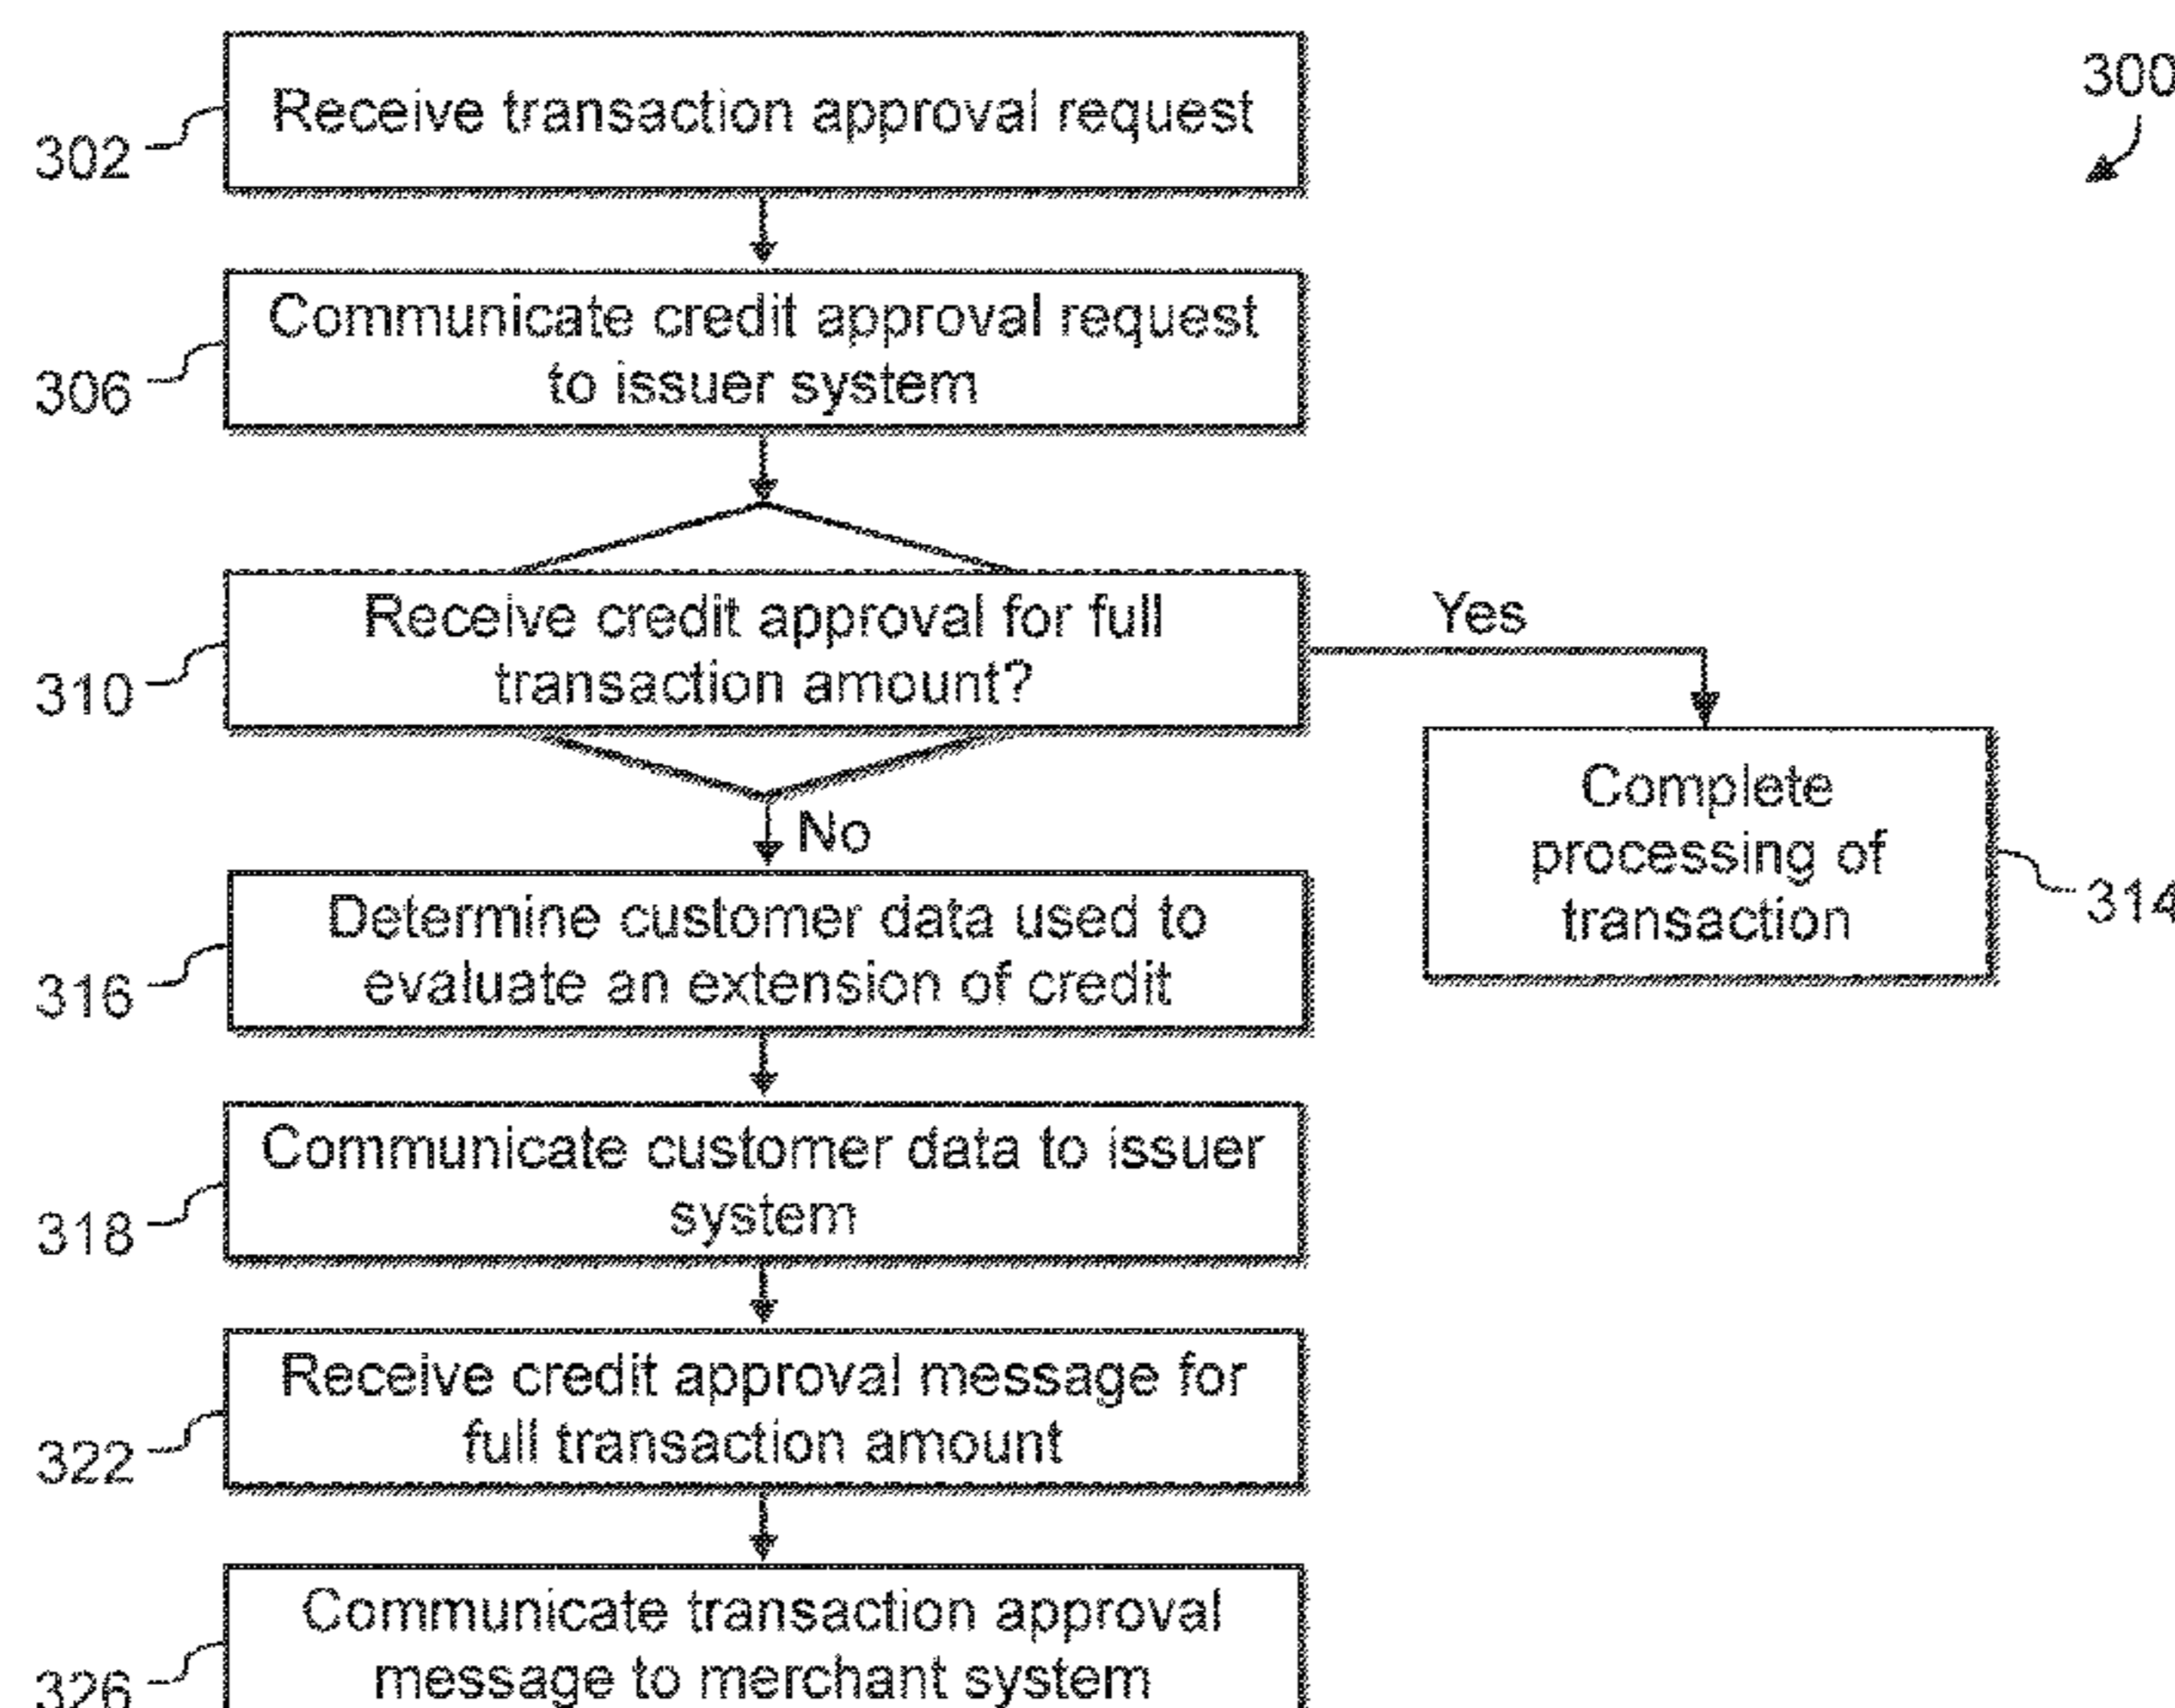 300
Receive transaction approval request
302
Communicate credit approval request
to issuer system
306
Receive credit approval for full
transaction amount?
310
Yes
Complete
processing of
transaction
314
No
Determine customer data used to
evaluate an extension of credit
316
Communicate customer data to issuer
system
318
Receive credit approval message for
full transaction amount
322
Communicate transaction approval
message to merchant system
326